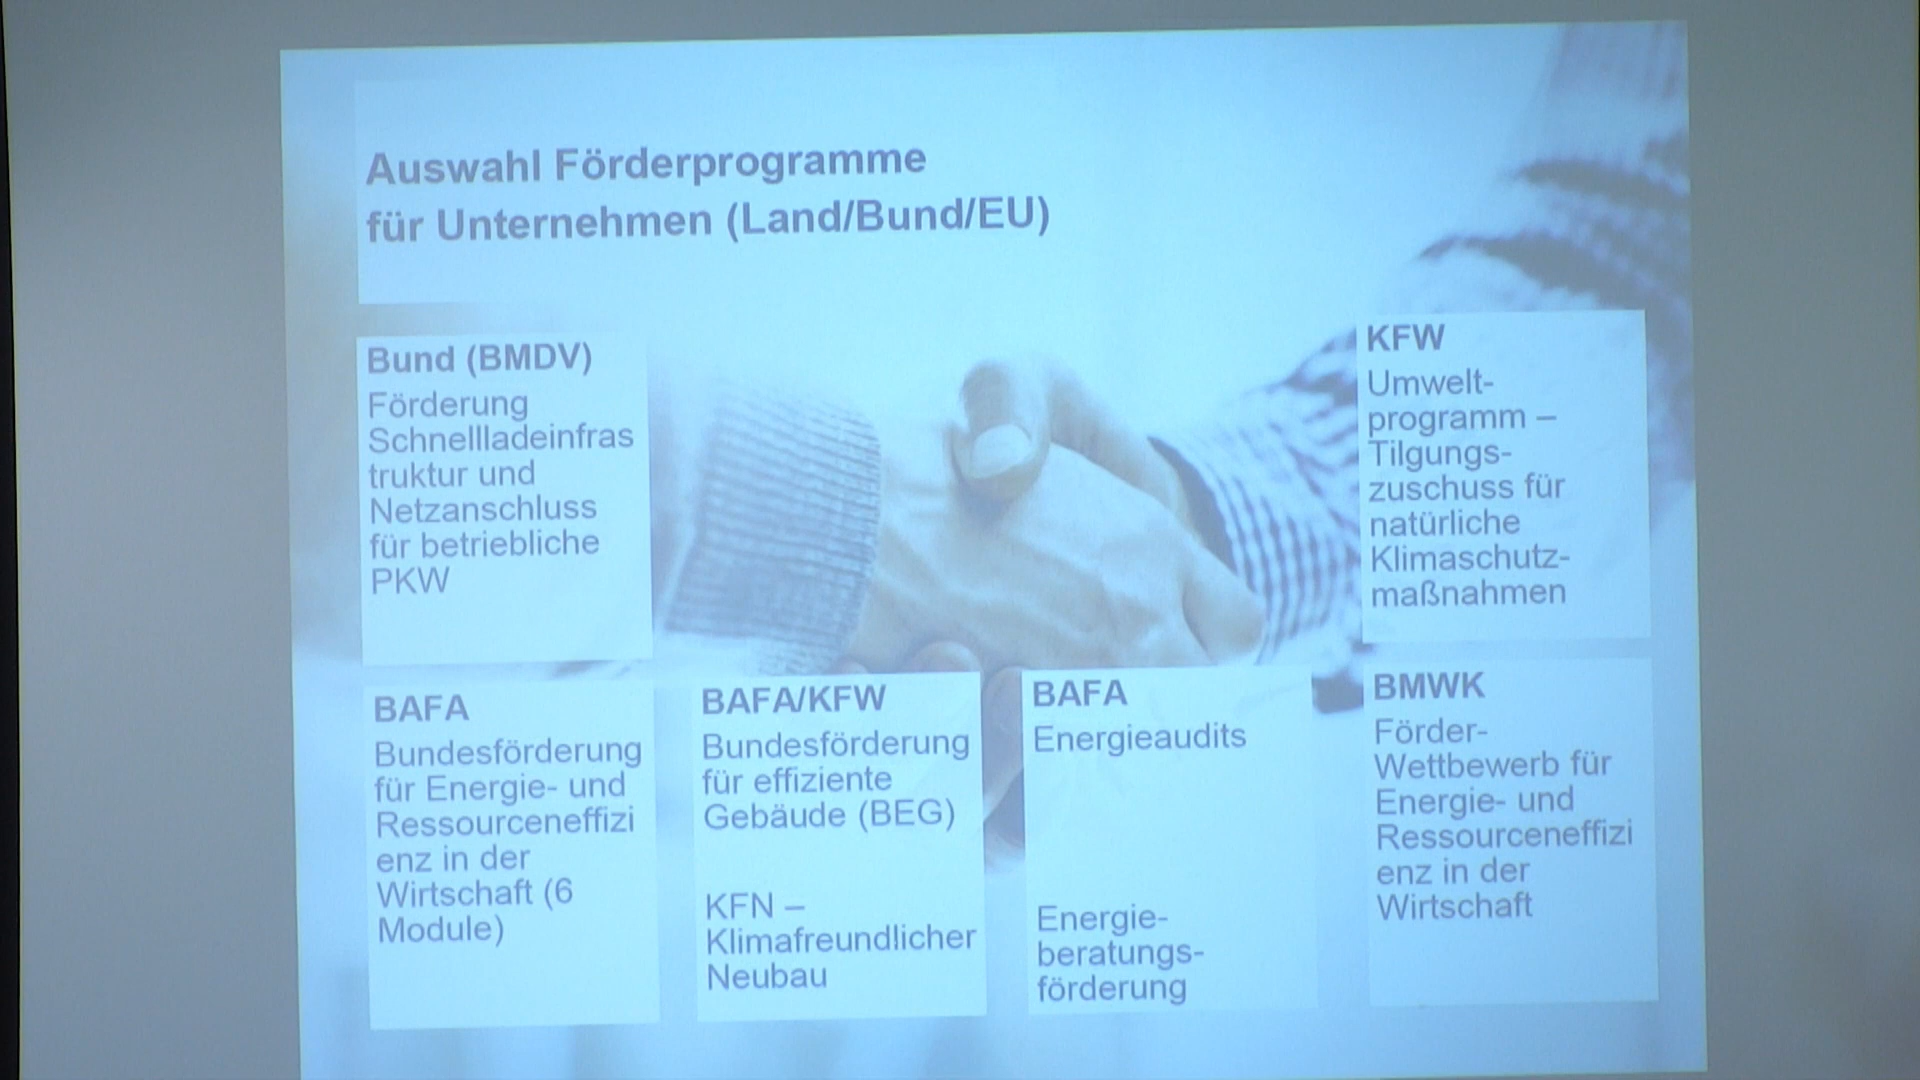 Auswahl Förderprogramme
für Unternehmen (Land/Bund/EU)
Bund (BMDV)
Förderung
Schnellladeinfras
truktur und
Netzanschluss
für betriebliche
PKW
KFW
Umwelt-
programm –
Tilgungs-
zuschuss für
natürliche
Klimaschutz-
maßnahmen
BAFA
Bundesförderung
für Energie- und
Ressourceneffizi
enz in der
Wirtschaft (6
Module)
BAFA/KFW
Bundesförderung
für effiziente
Gebäude (BEG)
KFN –
Klimafreundlicher
Neubau
BAFA
Energieaudits
Energie-
beratungs-
förderung
BMWK
Förder-
Wettbewerb für
Energie- und
Ressourceneffizi
enz in der
Wirtschaft